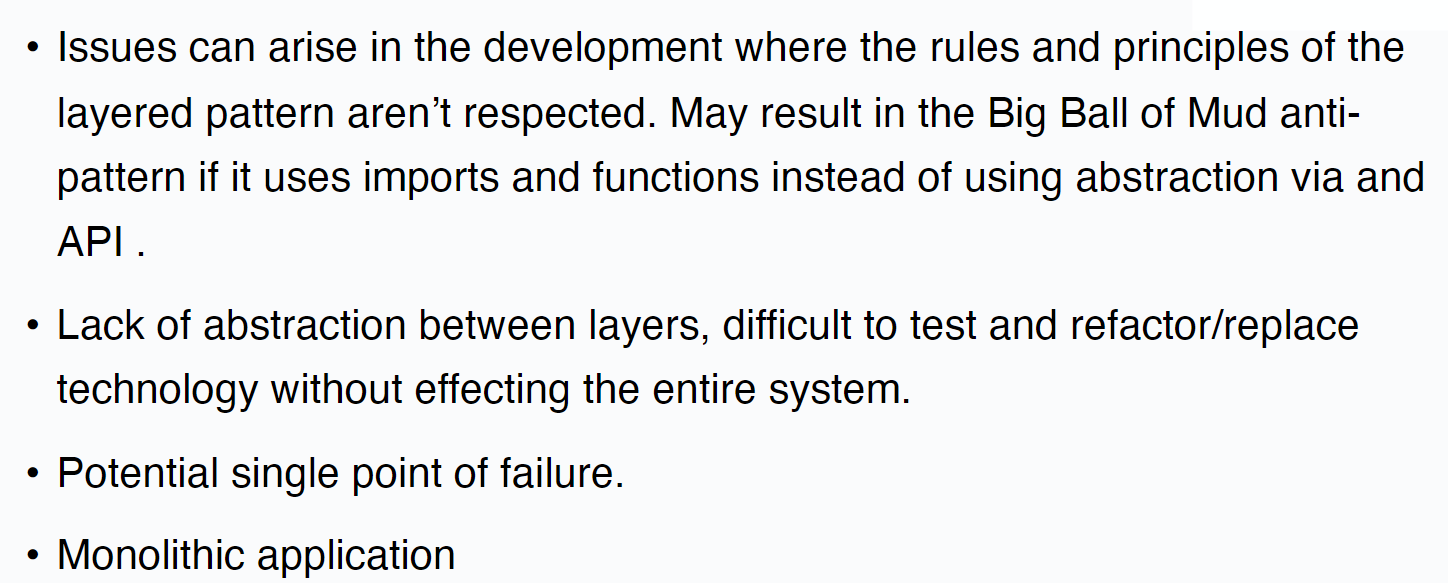 • Issues can arise in the development where the rules and principles of the
layered pattern aren’t respected. May result in the Big Ball of Mud anti-
pattern if it uses imports and functions instead of using abstraction via and
API .
• Lack of abstraction between layers, difficult to test and refactor/replace
technology without effecting the entire system.
• Potential single point of failure.
• Monolithic application